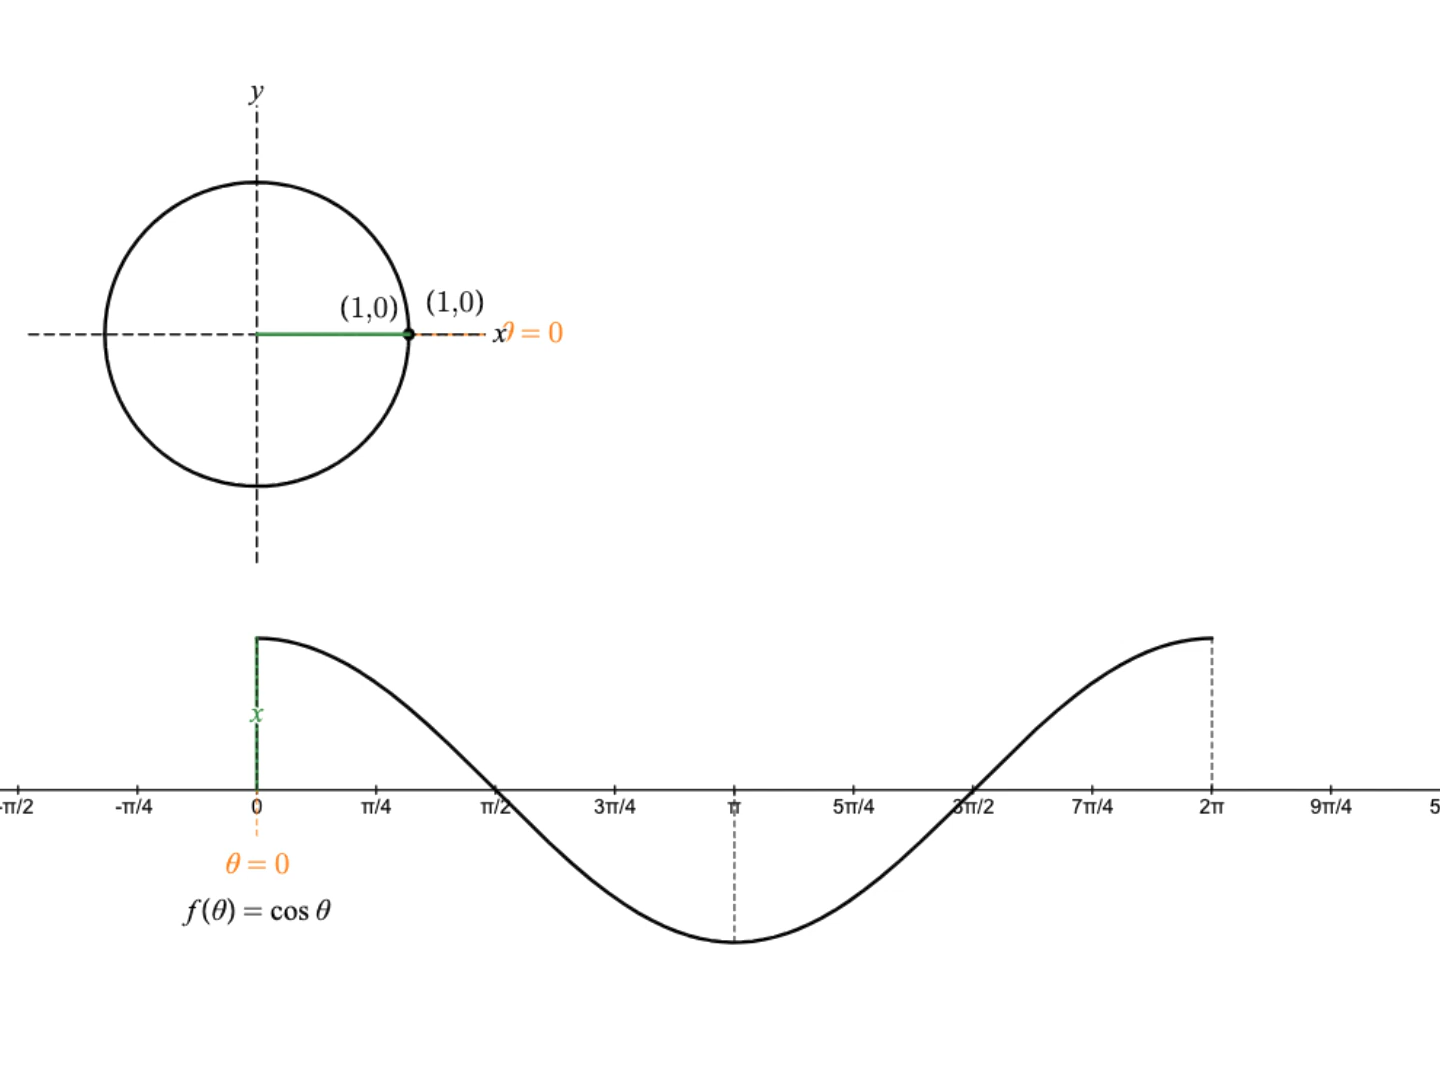 y
(1,0) (1,0)
x θ = 0
x
-π/2 -π/4 0 π/4 π/2 3π/4 π 5π/4 3π/2 7π/4 2π 9π/4 5
θ = 0
f(θ) = cos θ